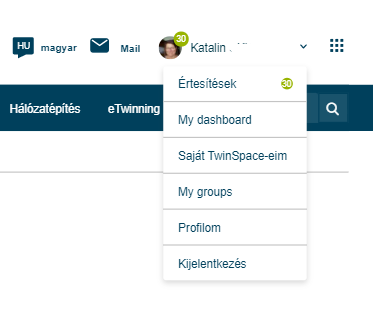 HU magyar Mail 30 Katalin
Hálózatépítés eTwinning
Értesítések 30
My dashboard
Saját TwinSpace-eim
My groups
Profilom
Kijelentkezés